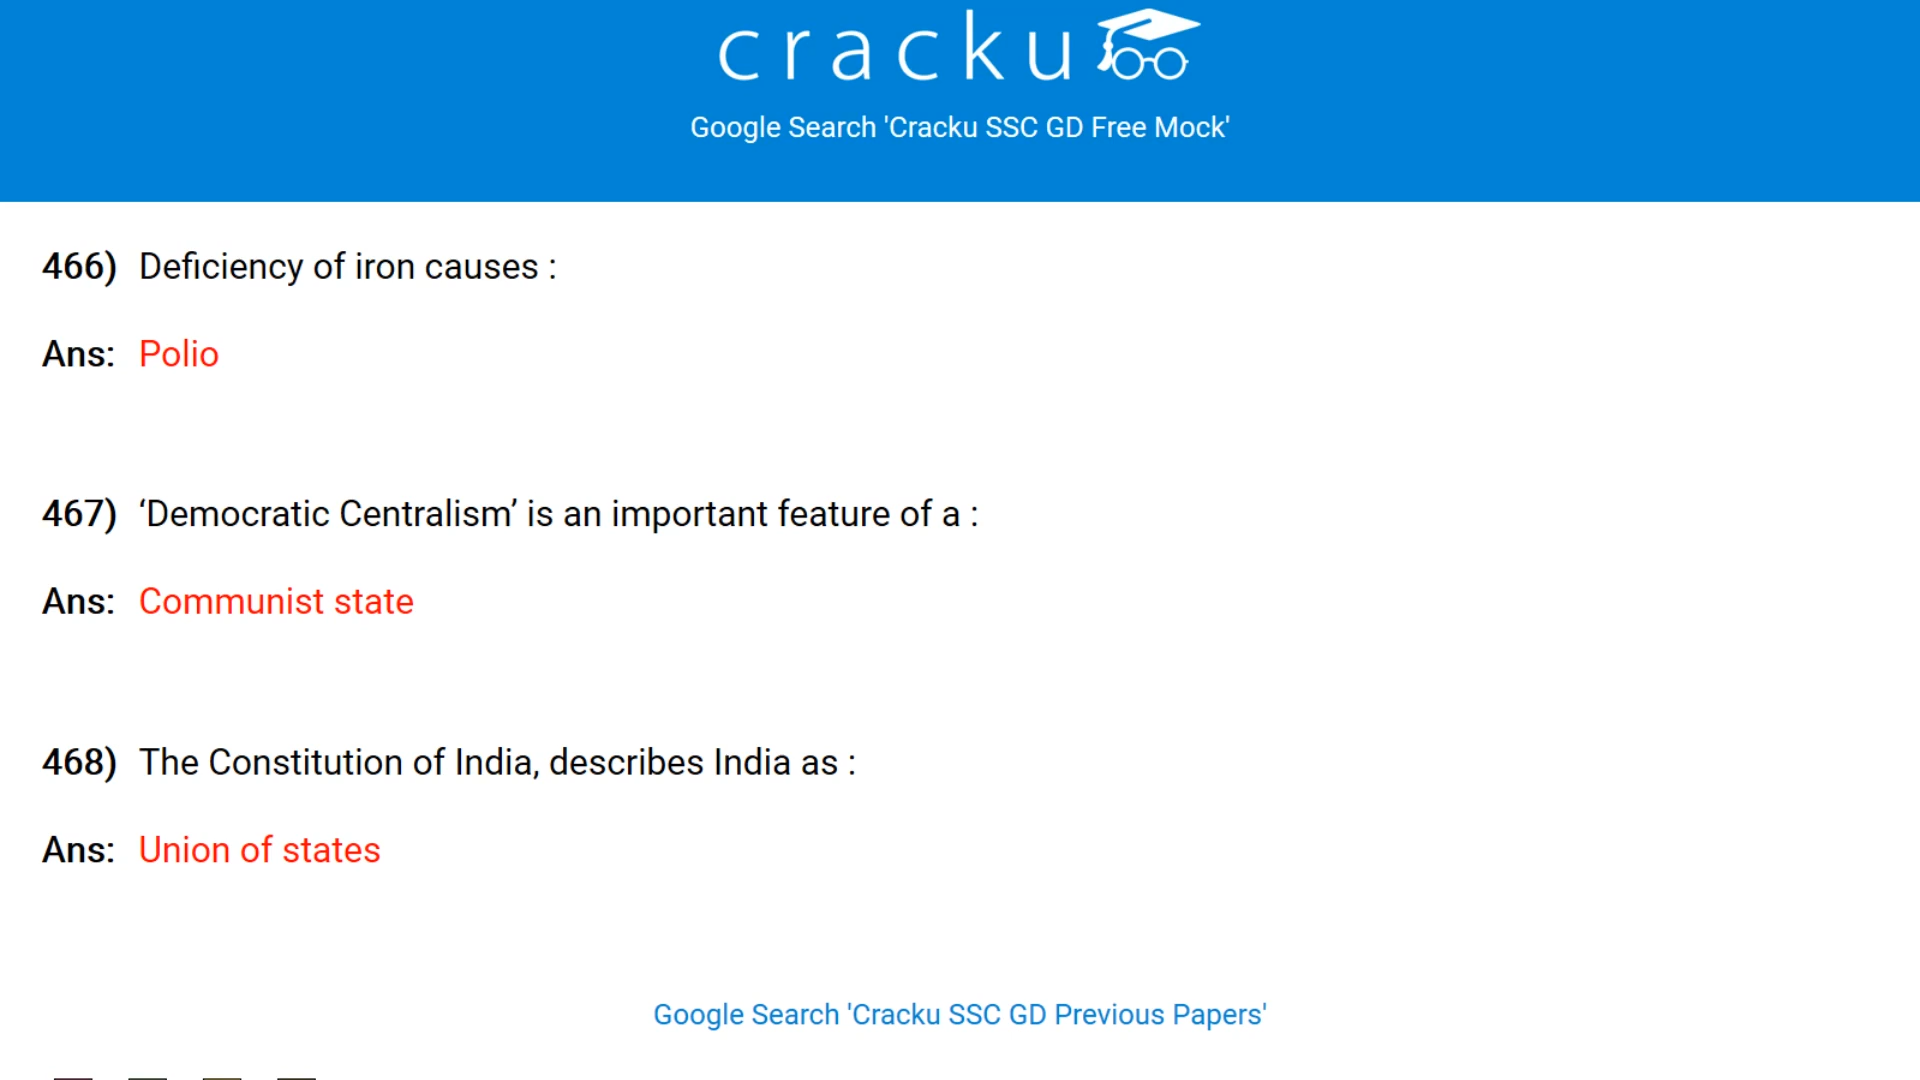 cracku
Google Search 'Cracku SSC GD Free Mock'
466) Deficiency of iron causes :
Ans: Polio
467) ‘Democratic Centralism’ is an important feature of a :
Ans: Communist state
468) The Constitution of India, describes India as :
Ans: Union of states
Google Search 'Cracku SSC GD Previous Papers'